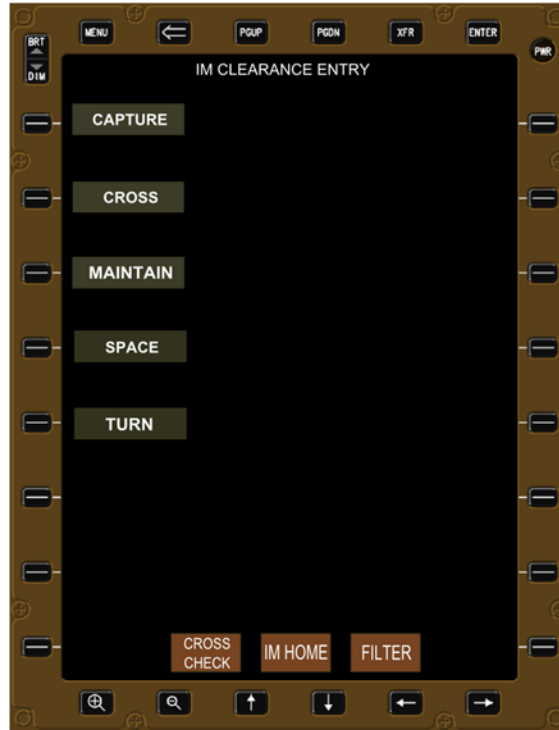 MENU
PGUP
PGDN
XFR
ENTER
BRT
DIM
PWR
IM CLEARANCE ENTRY
CAPTURE
CROSS
MAINTAIN
SPACE
TURN
CROSS
CHECK
IM HOME
FILTER